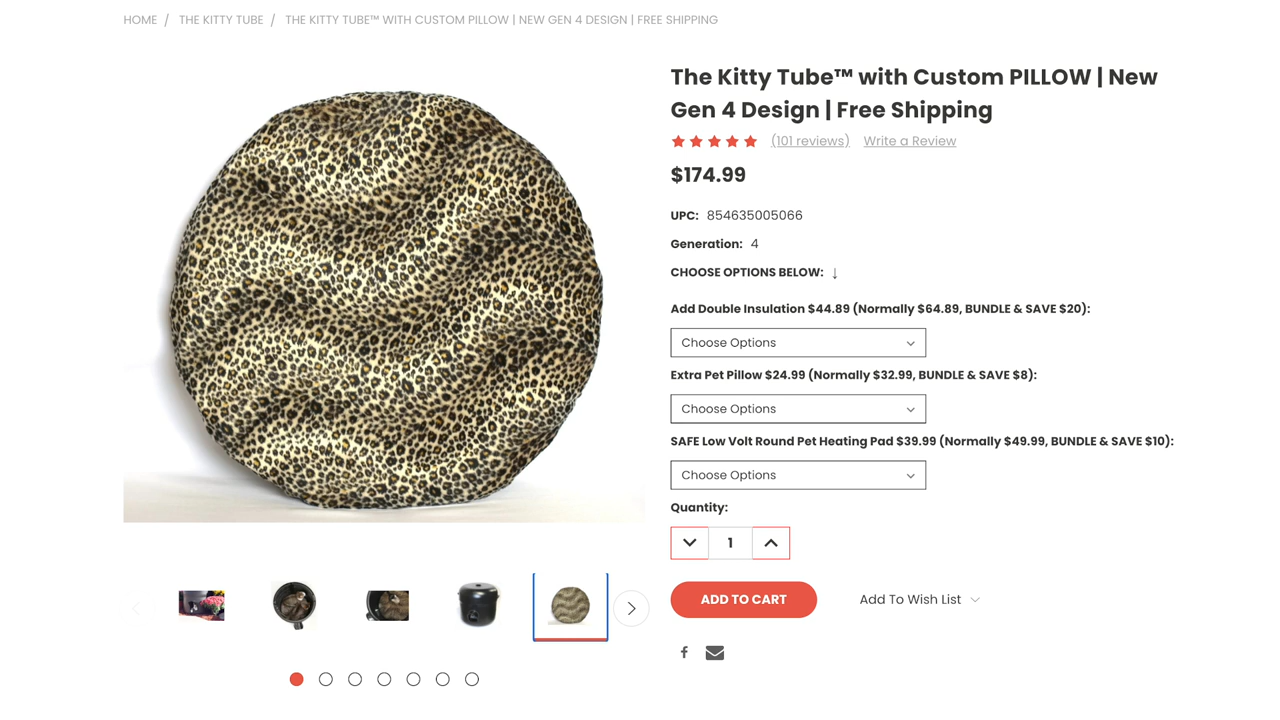 HOME / THE KITTY TUBE / THE KITTY TUBE™ WITH CUSTOM PILLOW | NEW GEN 4 DESIGN | FREE SHIPPING
The Kitty Tube™ with Custom PILLOW | New
Gen 4 Design | Free Shipping
(101 reviews) Write a Review
$174.99
UPC: 854635005066
Generation: 4
CHOOSE OPTIONS BELOW: ↓
Add Double Insulation $44.89 (Normally $64.89, BUNDLE & SAVE $20):
Choose Options
Extra Pet Pillow $24.99 (Normally $32.99, BUNDLE & SAVE $8):
Choose Options
SAFE Low Volt Round Pet Heating Pad $39.99 (Normally $49.99, BUNDLE & SAVE $10):
Choose Options
Quantity:
1
ADD TO CART
Add To Wish List